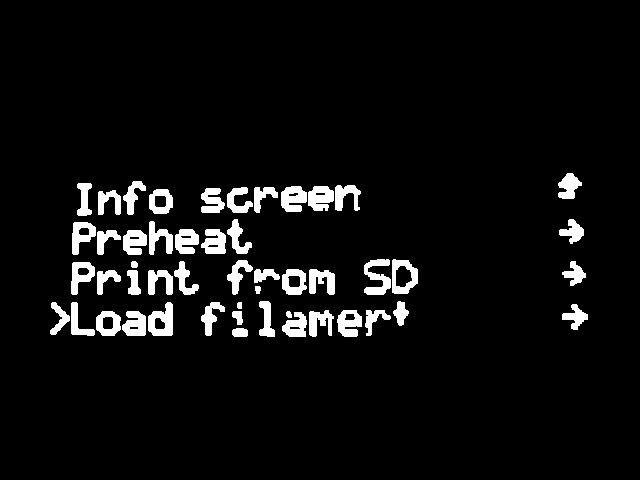 Info screen ↑
Preheat →
Print from SD →
>Load filament →